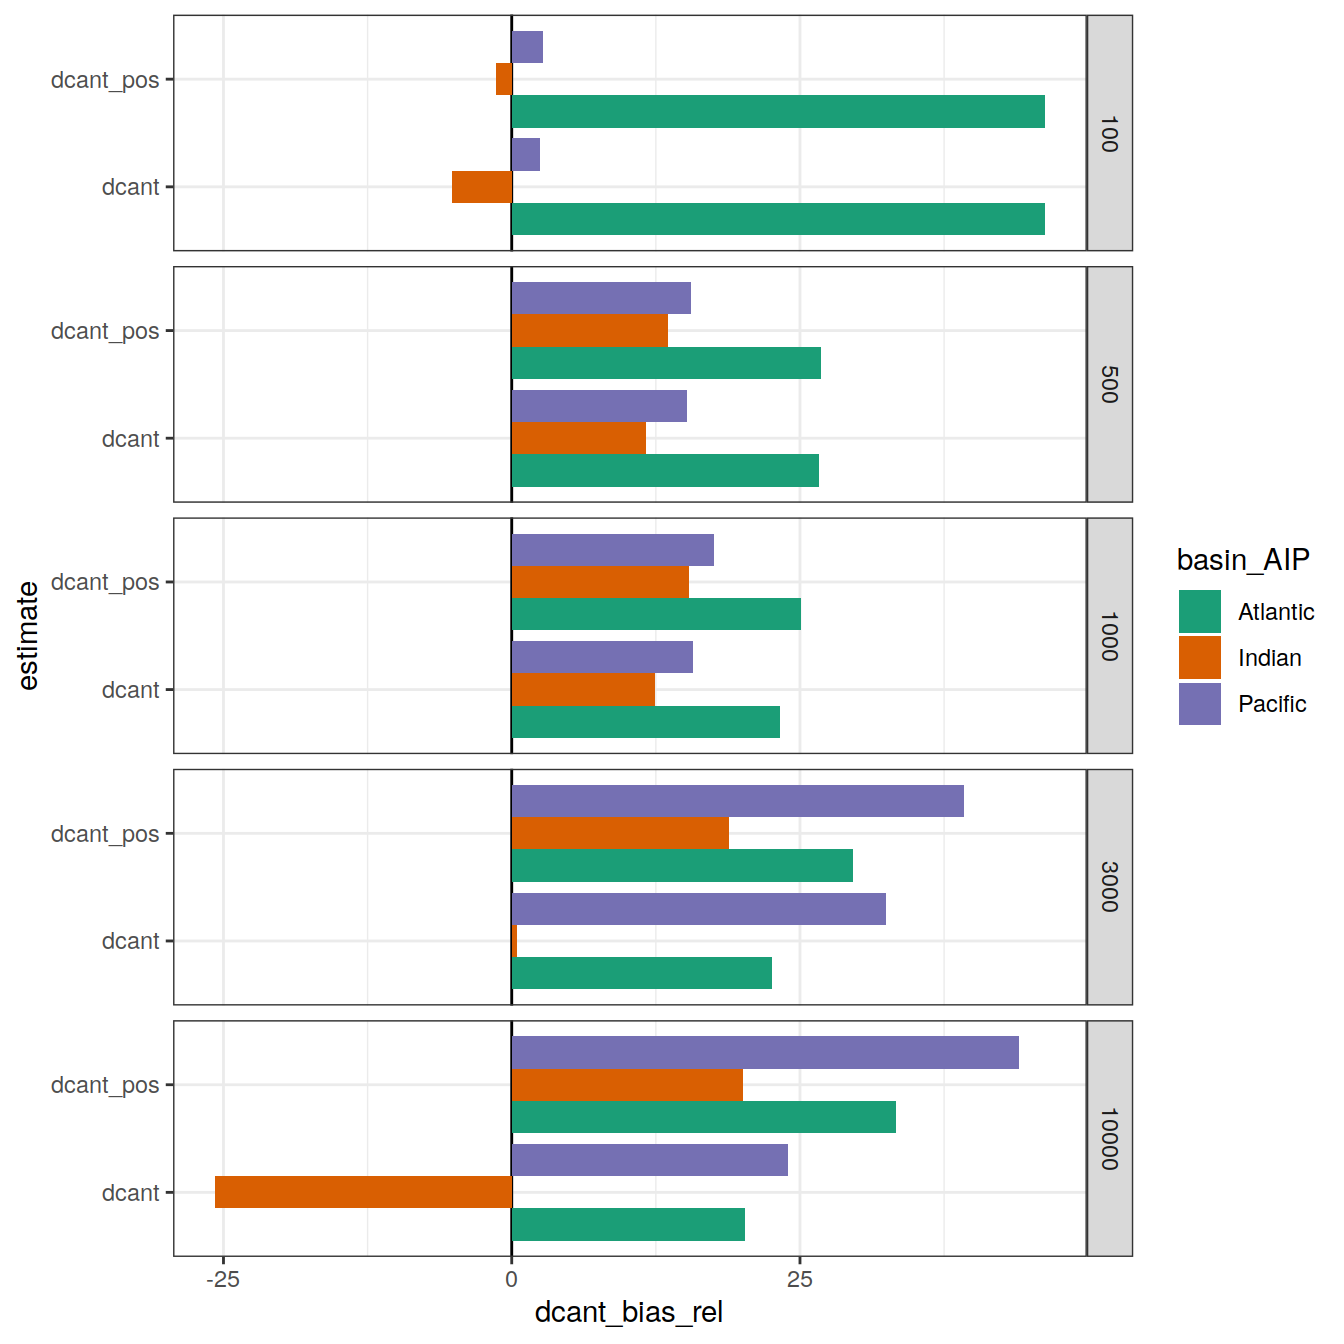 dcant_pos
dcant
100
dcant_pos
dcant
500
dcant_pos
dcant
1000
dcant_pos
dcant
3000
dcant_pos
dcant
10000
estimate
-25
0
25
dcant_bias_rel
basin_AIP
Atlantic
Indian
Pacific